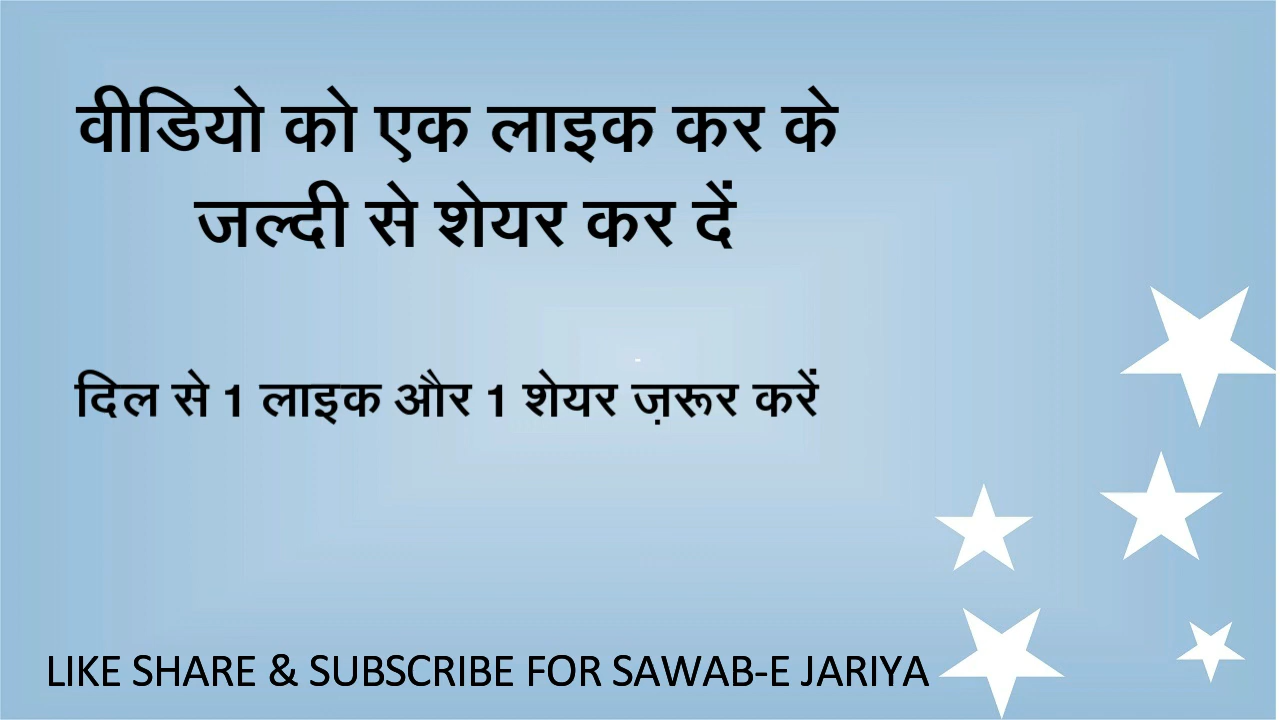 वीडियो को एक लाइक कर के
जल्दी से शेयर कर दें
दिल से 1 लाइक और 1 शेयर ज़रूर करें
LIKE SHARE & SUBSCRIBE FOR SAWAB-E JARIYA